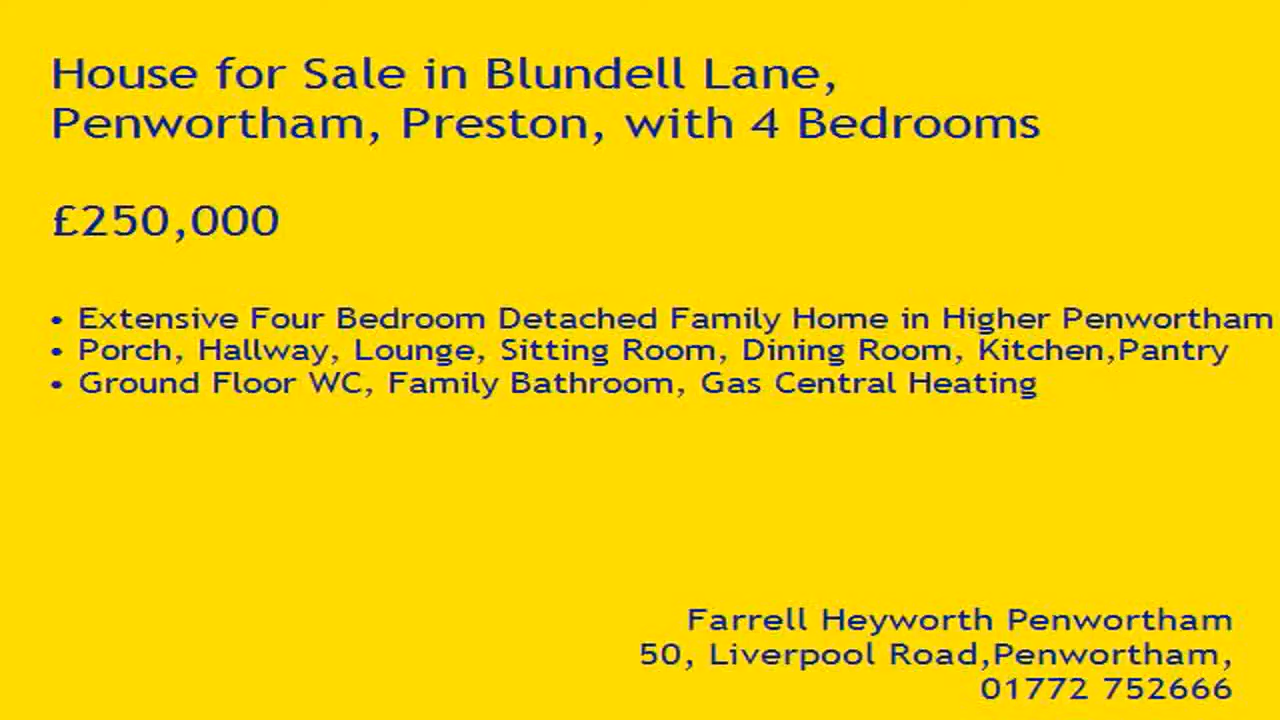 House for Sale in Blundell Lane,
Penwortham, Preston, with 4 Bedrooms
£250,000
• Extensive Four Bedroom Detached Family Home in Higher Penwortham
• Porch, Hallway, Lounge, Sitting Room, Dining Room, Kitchen,Pantry
• Ground Floor WC, Family Bathroom, Gas Central Heating
Farrell Heyworth Penwortham
50, Liverpool Road,Penwortham,
01772 752666